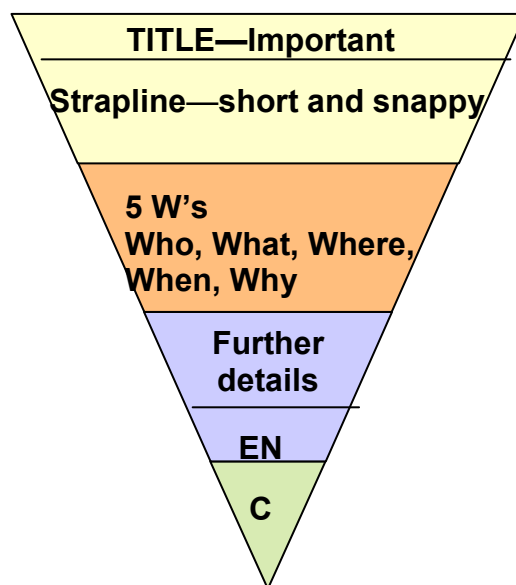 TITLE—Important
Strapline—short and snappy
5 W’s
Who, What, Where,
When, Why
Further
details
EN
C